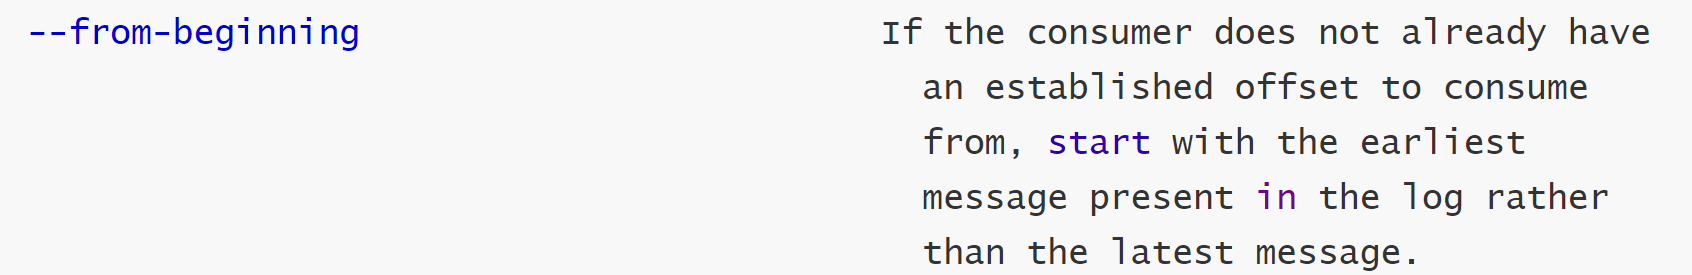 --from-beginning If the consumer does not already have
an established offset to consume
from, start with the earliest
message present in the log rather
than the latest message.